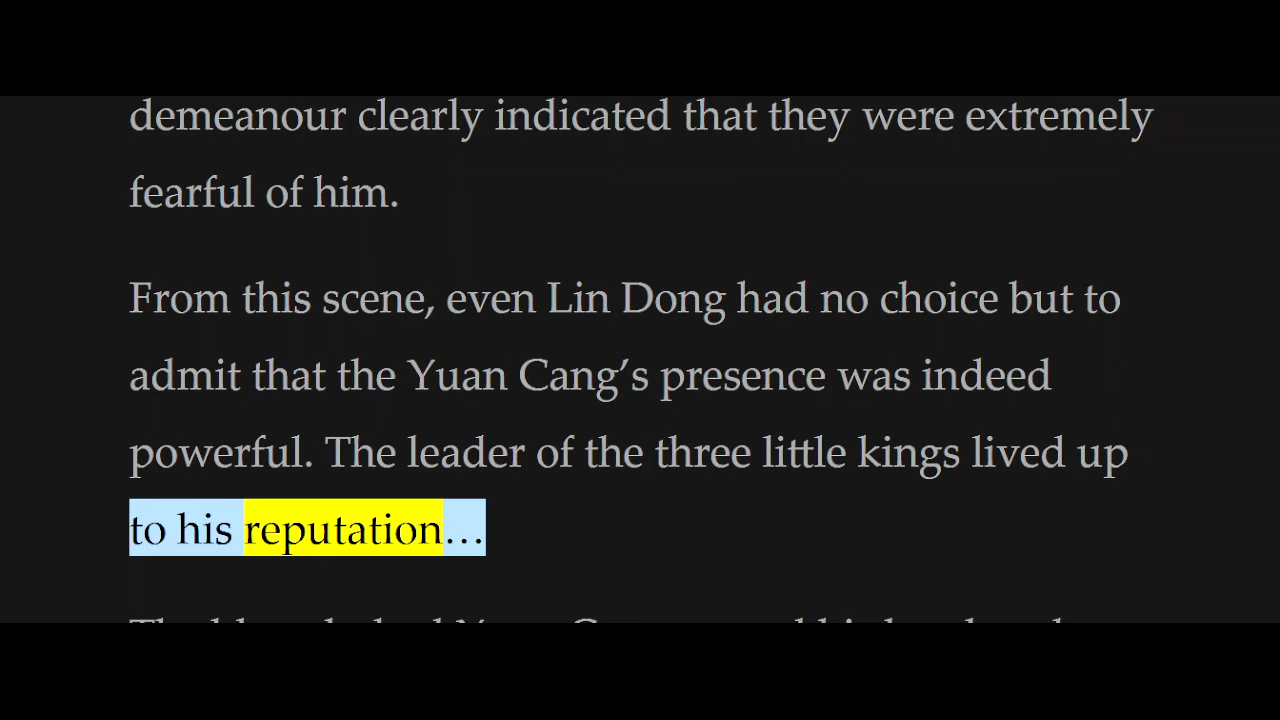 demeanour clearly indicated that they were extremely
fearful of him.
From this scene, even Lin Dong had no choice but to
admit that the Yuan Cang’s presence was indeed
powerful. The leader of the three little kings lived up
to his reputation…